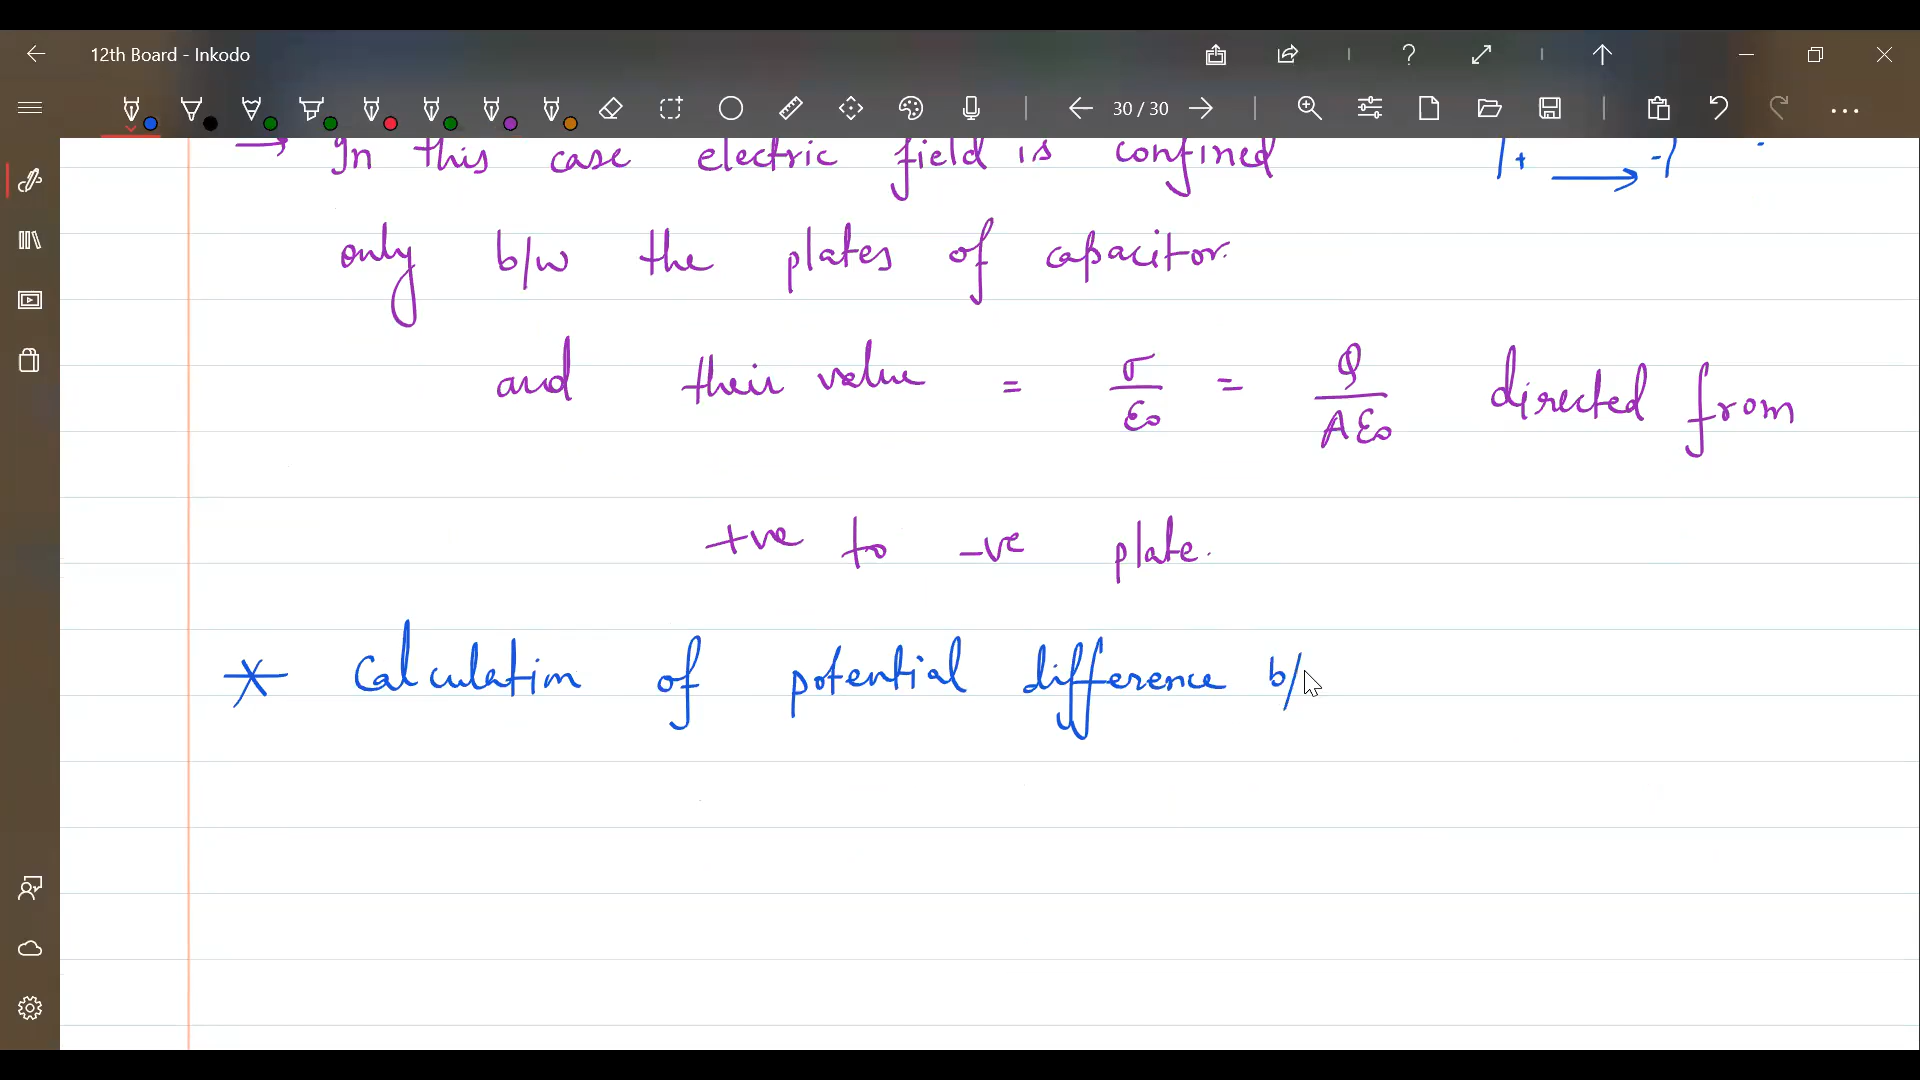 12th Board - Inkodo
30 / 30
→ In this case electric field is confined
+ → -
only b/w the plates of capacitor.
and their value = σ/ε₀ = Q/Aε₀ directed from
+ve to -ve plate.
* Calculation of potential difference b/